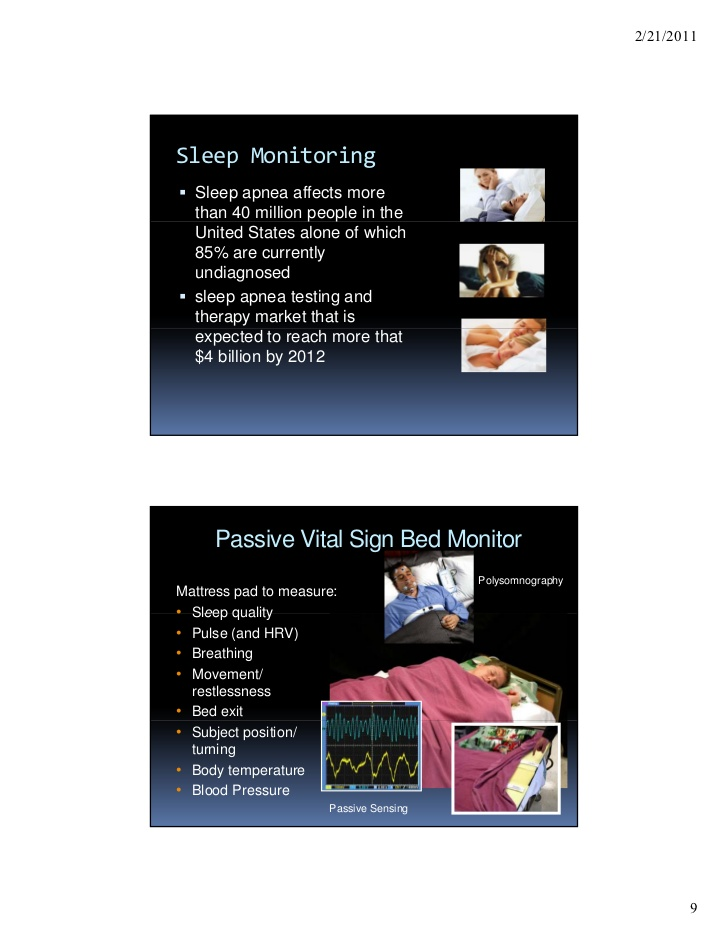 2/21/2011
Sleep Monitoring
▪ Sleep apnea affects more
than 40 million people in the
United States alone of which
85% are currently
undiagnosed
▪ sleep apnea testing and
therapy market that is
expected to reach more that
$4 billion by 2012
Passive Vital Sign Bed Monitor
Polysomnography
Mattress pad to measure:
• Sleep quality
• Pulse (and HRV)
• Breathing
• Movement/
restlessness
• Bed exit
• Subject position/
turning
• Body temperature
• Blood Pressure
Passive Sensing
9